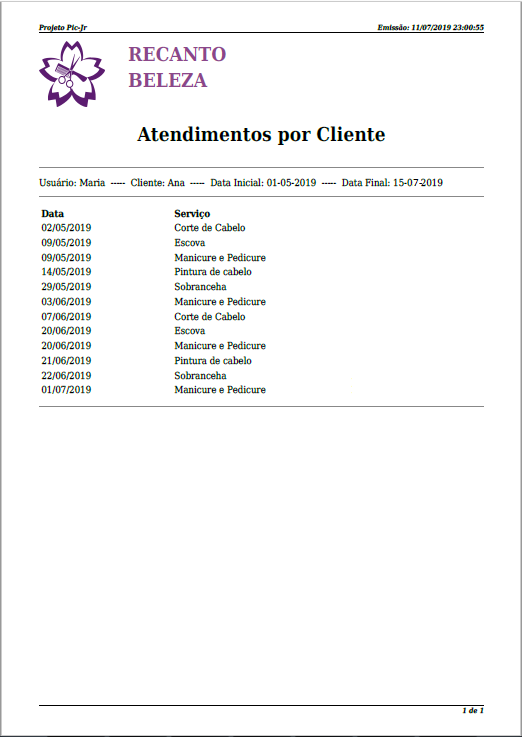 Projeto Pic-Jr Emissão: 11/07/2019 23:00:55
RECANTO
BELEZA
Atendimentos por Cliente
Usuário: Maria ----- Cliente: Ana ----- Data Inicial: 01-05-2019 ----- Data Final: 15-07-2019
Data Serviço
02/05/2019 Corte de Cabelo
09/05/2019 Escova
09/05/2019 Manicure e Pedicure
14/05/2019 Pintura de cabelo
29/05/2019 Sobranceha
03/06/2019 Manicure e Pedicure
07/06/2019 Corte de Cabelo
20/06/2019 Escova
20/06/2019 Manicure e Pedicure
21/06/2019 Pintura de cabelo
22/06/2019 Sobranceha
01/07/2019 Manicure e Pedicure
1 de 1